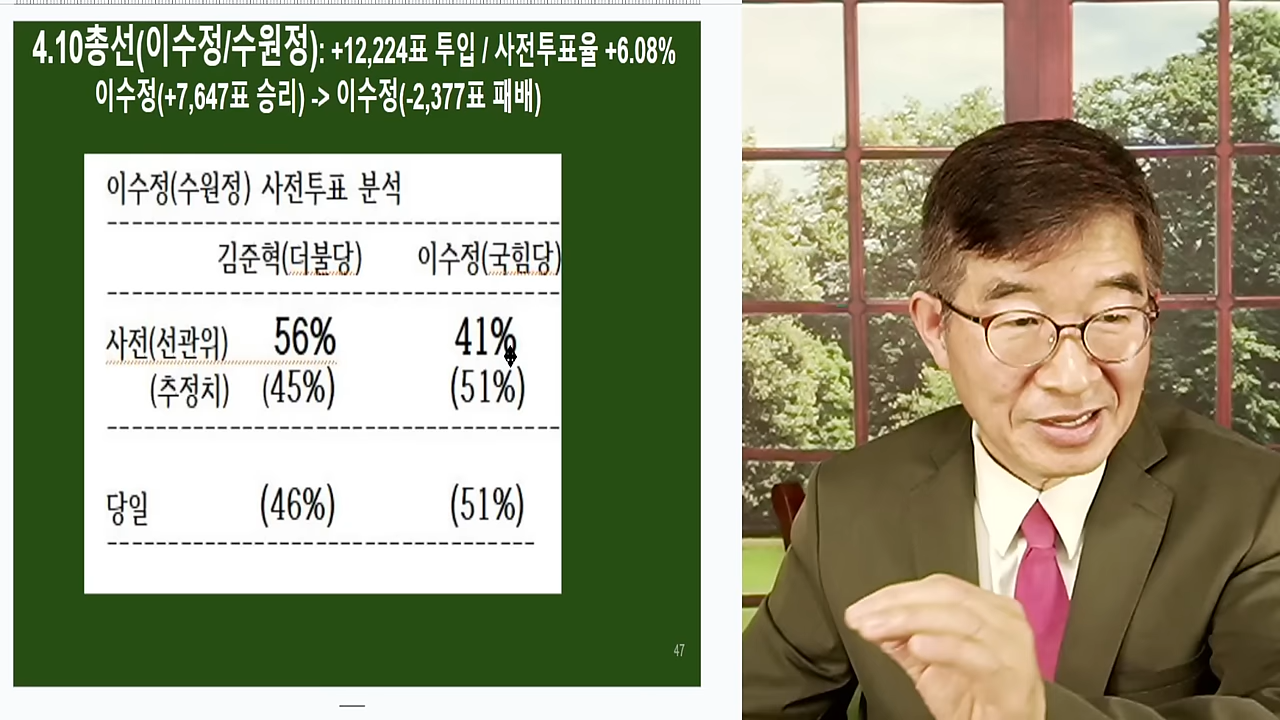 4.10총선(이수정/수원정): +12,224표 투입 / 사전투표율 +6.08%
이수정(+7,647표 승리) -> 이수정(-2,377표 패배)
이수정(수원정) 사전투표 분석
김준혁(더불당) 이수정(국힘당)
사전(선관위) 56% 41%
(추정치) (45%) (51%)
당일 (46%) (51%)
47